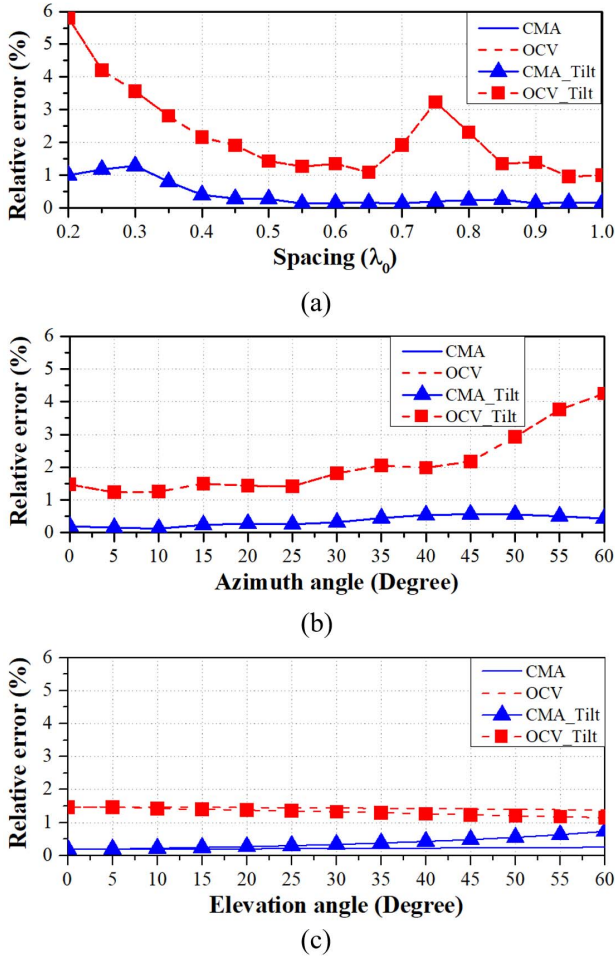 Relative error (%)
6
5
4
3
2
1
0
CMA
OCV
CMA_Tilt
OCV_Tilt
0.2 0.3 0.4 0.5 0.6 0.7 0.8 0.9 1.0
Spacing (λ₀)
(a)
Relative error (%)
6
5
4
3
2
1
0
CMA
OCV
CMA_Tilt
OCV_Tilt
0 5 10 15 20 25 30 35 40 45 50 55 60
Azimuth angle (Degree)
(b)
Relative error (%)
6
5
4
3
2
1
0
CMA
OCV
CMA_Tilt
OCV_Tilt
0 5 10 15 20 25 30 35 40 45 50 55 60
Elevation angle (Degree)
(c)